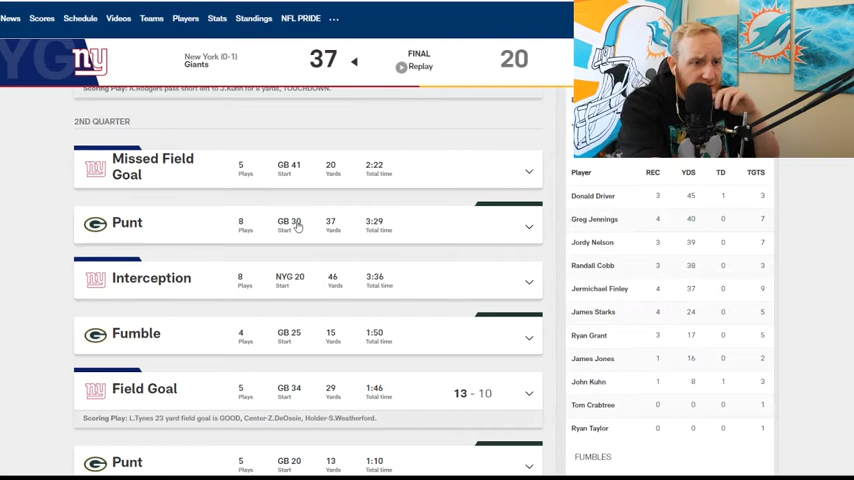 News Scores Schedule Videos Teams Players Stats Standings NFL PRIDE ...
YG ny New York (0-1) Giants 37 FINAL Replay 20
Scoring Play: A.Rodgers pass short left to J.Kuhn for 8 yards, TOUCHDOWN.
2ND QUARTER
ny Missed Field Goal 5 Plays GB 41 Start 20 Yards 2:22 Total time
G Punt 8 Plays GB 30 Start 37 Yards 3:29 Total time
ny Interception 8 Plays NYG 20 Start 46 Yards 3:36 Total time
G Fumble 4 Plays GB 25 Start 15 Yards 1:50 Total time
ny Field Goal 5 Plays GB 34 Start 29 Yards 1:46 Total time 13 - 10
Scoring Play: L.Tynes 23 yard field goal is GOOD, Center-Z.DeOssie, Holder-S.Weatherford.
G Punt 5 Plays GB 20 Start 13 Yards 1:10 Total time
Player REC YDS TD TGTS
Donald Driver 3 45 1 3
Greg Jennings 4 40 0 7
Jordy Nelson 3 39 0 7
Randall Cobb 3 38 0 3
Jermichael Finley 4 37 0 9
James Starks 4 24 0 5
Ryan Grant 3 17 0 5
James Jones 1 16 0 2
John Kuhn 1 8 1 3
Tom Crabtree 0 0 0 1
Ryan Taylor 0 0 0 1
FUMBLES